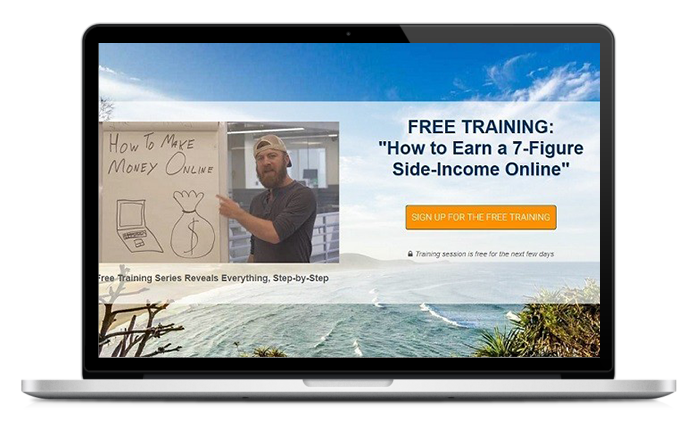 How To Make
Money Online
$
Free Training Series Reveals Everything, Step-by-Step
FREE TRAINING:
"How to Earn a 7-Figure
Side-Income Online"
SIGN UP FOR THE FREE TRAINING
Training session is free for the next few days